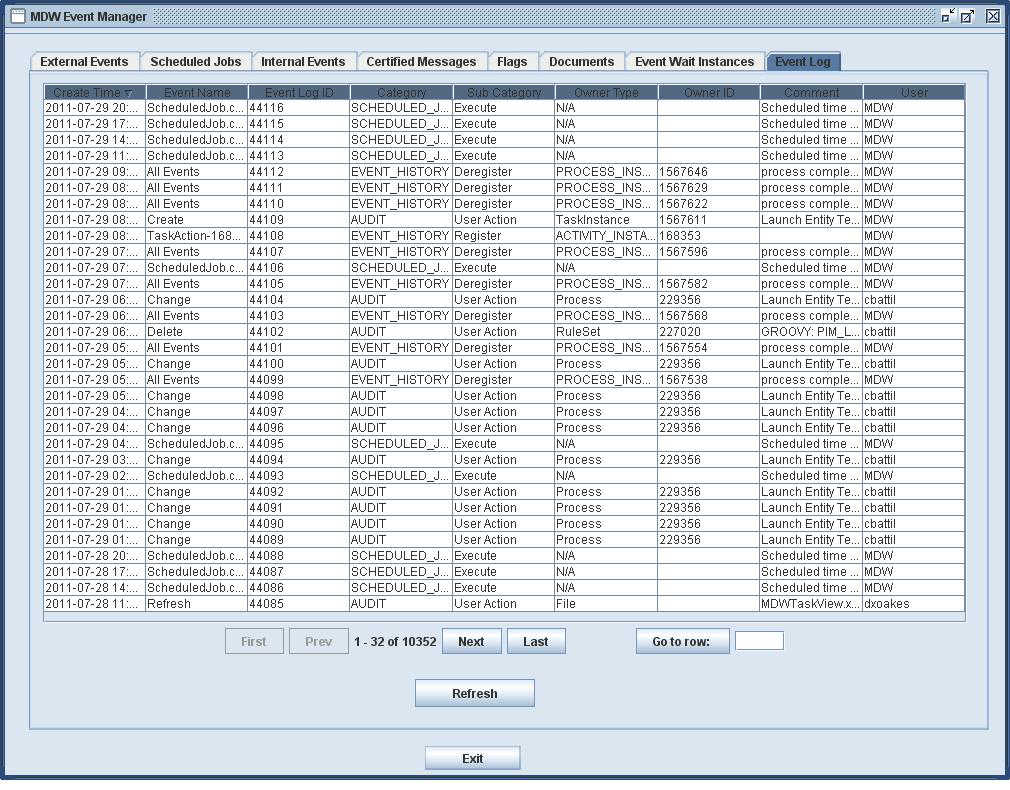 MDW Event Manager
External Events Scheduled Jobs Internal Events Certified Messages Flags Documents Event Wait Instances Event Log
Create Time Event Name Event Log ID Category Sub Category Owner Type Owner ID Comment User
2011-07-29 20:... ScheduledJob.c... 44116 SCHEDULED_J... Execute N/A Scheduled time ... MDW
2011-07-29 17:... ScheduledJob.c... 44115 SCHEDULED_J... Execute N/A Scheduled time ... MDW
2011-07-29 14:... ScheduledJob.c... 44114 SCHEDULED_J... Execute N/A Scheduled time ... MDW
2011-07-29 11:... ScheduledJob.c... 44113 SCHEDULED_J... Execute N/A Scheduled time ... MDW
2011-07-29 09:... All Events 44112 EVENT_HISTORY Deregister PROCESS_INS... 1567646 process comple... MDW
2011-07-29 08:... All Events 44111 EVENT_HISTORY Deregister PROCESS_INS... 1567629 process comple... MDW
2011-07-29 08:... All Events 44110 EVENT_HISTORY Deregister PROCESS_INS... 1567622 process comple... MDW
2011-07-29 08:... Create 44109 AUDIT User Action TaskInstance 1567611 Launch Entity Te... MDW
2011-07-29 08:... TaskAction-168... 44108 EVENT_HISTORY Register ACTIVITY_INSTA... 168353 MDW
2011-07-29 07:... All Events 44107 EVENT_HISTORY Deregister PROCESS_INS... 1567596 process comple... MDW
2011-07-29 07:... ScheduledJob.c... 44106 SCHEDULED_J... Execute N/A Scheduled time ... MDW
2011-07-29 07:... All Events 44105 EVENT_HISTORY Deregister PROCESS_INS... 1567582 process comple... MDW
2011-07-29 06:... Change 44104 AUDIT User Action Process 229356 Launch Entity Te... cbattil
2011-07-29 06:... All Events 44103 EVENT_HISTORY Deregister PROCESS_INS... 1567568 process comple... MDW
2011-07-29 06:... Delete 44102 AUDIT User Action RuleSet 227020 GROOVY: PIM_L... cbattil
2011-07-29 05:... All Events 44101 EVENT_HISTORY Deregister PROCESS_INS... 1567554 process comple... MDW
2011-07-29 05:... Change 44100 AUDIT User Action Process 229356 Launch Entity Te... cbattil
2011-07-29 05:... All Events 44099 EVENT_HISTORY Deregister PROCESS_INS... 1567538 process comple... MDW
2011-07-29 05:... Change 44098 AUDIT User Action Process 229356 Launch Entity Te... cbattil
2011-07-29 04:... Change 44097 AUDIT User Action Process 229356 Launch Entity Te... cbattil
2011-07-29 04:... Change 44096 AUDIT User Action Process 229356 Launch Entity Te... cbattil
2011-07-29 04:... ScheduledJob.c... 44095 SCHEDULED_J... Execute N/A Scheduled time ... MDW
2011-07-29 03:... Change 44094 AUDIT User Action Process 229356 Launch Entity Te... cbattil
2011-07-29 02:... ScheduledJob.c... 44093 SCHEDULED_J... Execute N/A Scheduled time ... MDW
2011-07-29 01:... Change 44092 AUDIT User Action Process 229356 Launch Entity Te... cbattil
2011-07-29 01:... Change 44091 AUDIT User Action Process 229356 Launch Entity Te... cbattil
2011-07-29 01:... Change 44090 AUDIT User Action Process 229356 Launch Entity Te... cbattil
2011-07-29 01:... Change 44089 AUDIT User Action Process 229356 Launch Entity Te... cbattil
2011-07-28 20:... ScheduledJob.c... 44088 SCHEDULED_J... Execute N/A Scheduled time ... MDW
2011-07-28 17:... ScheduledJob.c... 44087 SCHEDULED_J... Execute N/A Scheduled time ... MDW
2011-07-28 14:... ScheduledJob.c... 44086 SCHEDULED_J... Execute N/A Scheduled time ... MDW
2011-07-28 11:... Refresh 44085 AUDIT User Action File MDWTaskView.x... dxoakes
First Prev 1 - 32 of 10352 Next Last Go to row:
Refresh
Exit